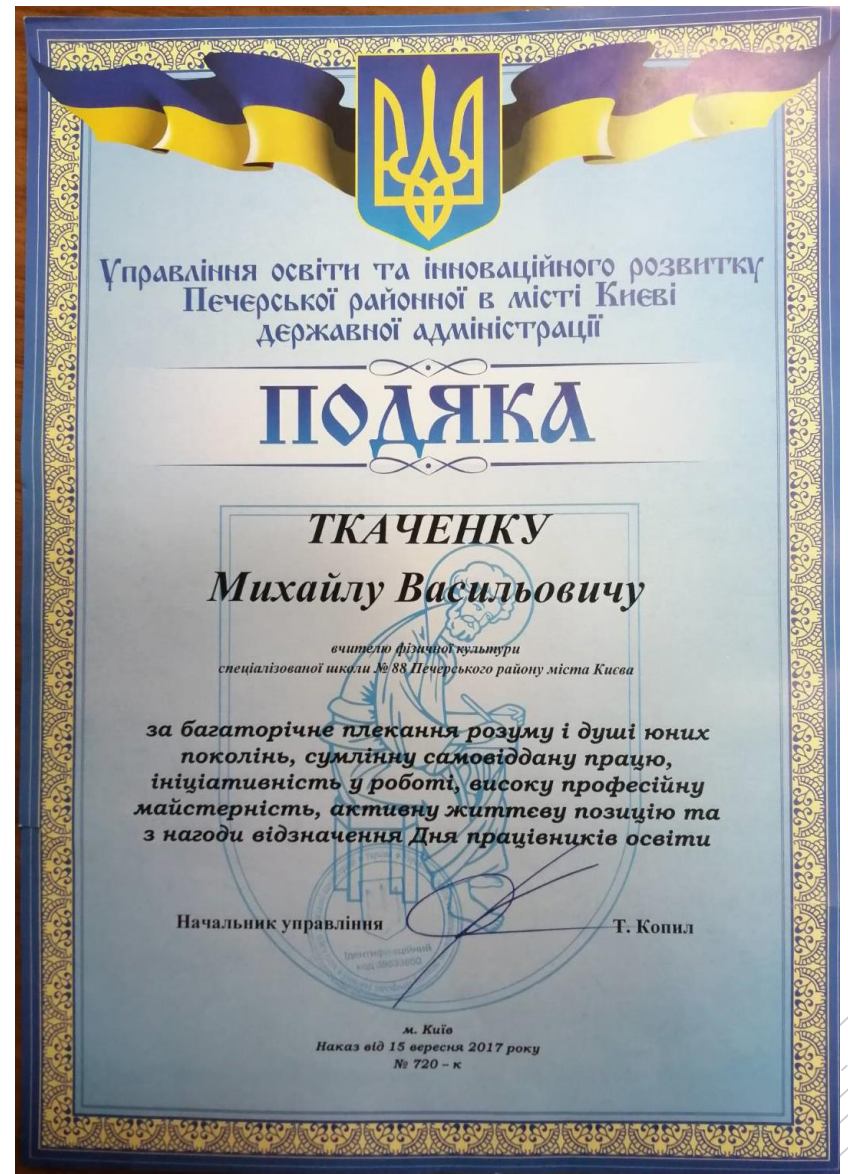 Управління освіти та інноваційного розвитку
Печерської районної в місті Києві
державної адміністрації
ПОДЯКА
ТКАЧЕНКУ
Михайлу Васильовичу
вчителю фізичної культури
спеціалізованої школи № 88 Печерського району міста Києва
за багаторічне плекання розуму і душі юних
поколінь, сумлінну самовіддану працю,
ініціативність у роботі, високу професійну
майстерність, активну життєву позицію та
з нагоди відзначення Дня працівників освіти
Начальник управління Т. Копил
Ідентифікаційний
код
м. Київ
Наказ від 15 вересня 2017 року
№ 720 – к